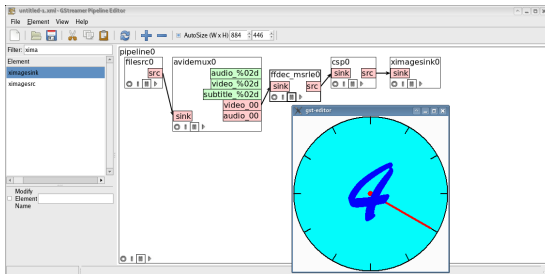 untitled-1.xml - GStreamer Pipeline Editor
File Element View Help
AutoSize (W x H) 884 446
Filter: xima
Element
ximagesink
ximagesrc
Modify
Element
Name
pipeline0
filesrc0
src
avidemux0
audio_%02d
video_%02d
subtitle_%02d
video_00
sink
audio_00
ffdec_msrle0
sink src
csp0
sink src
ximagesink0
sink
gst-editor
4